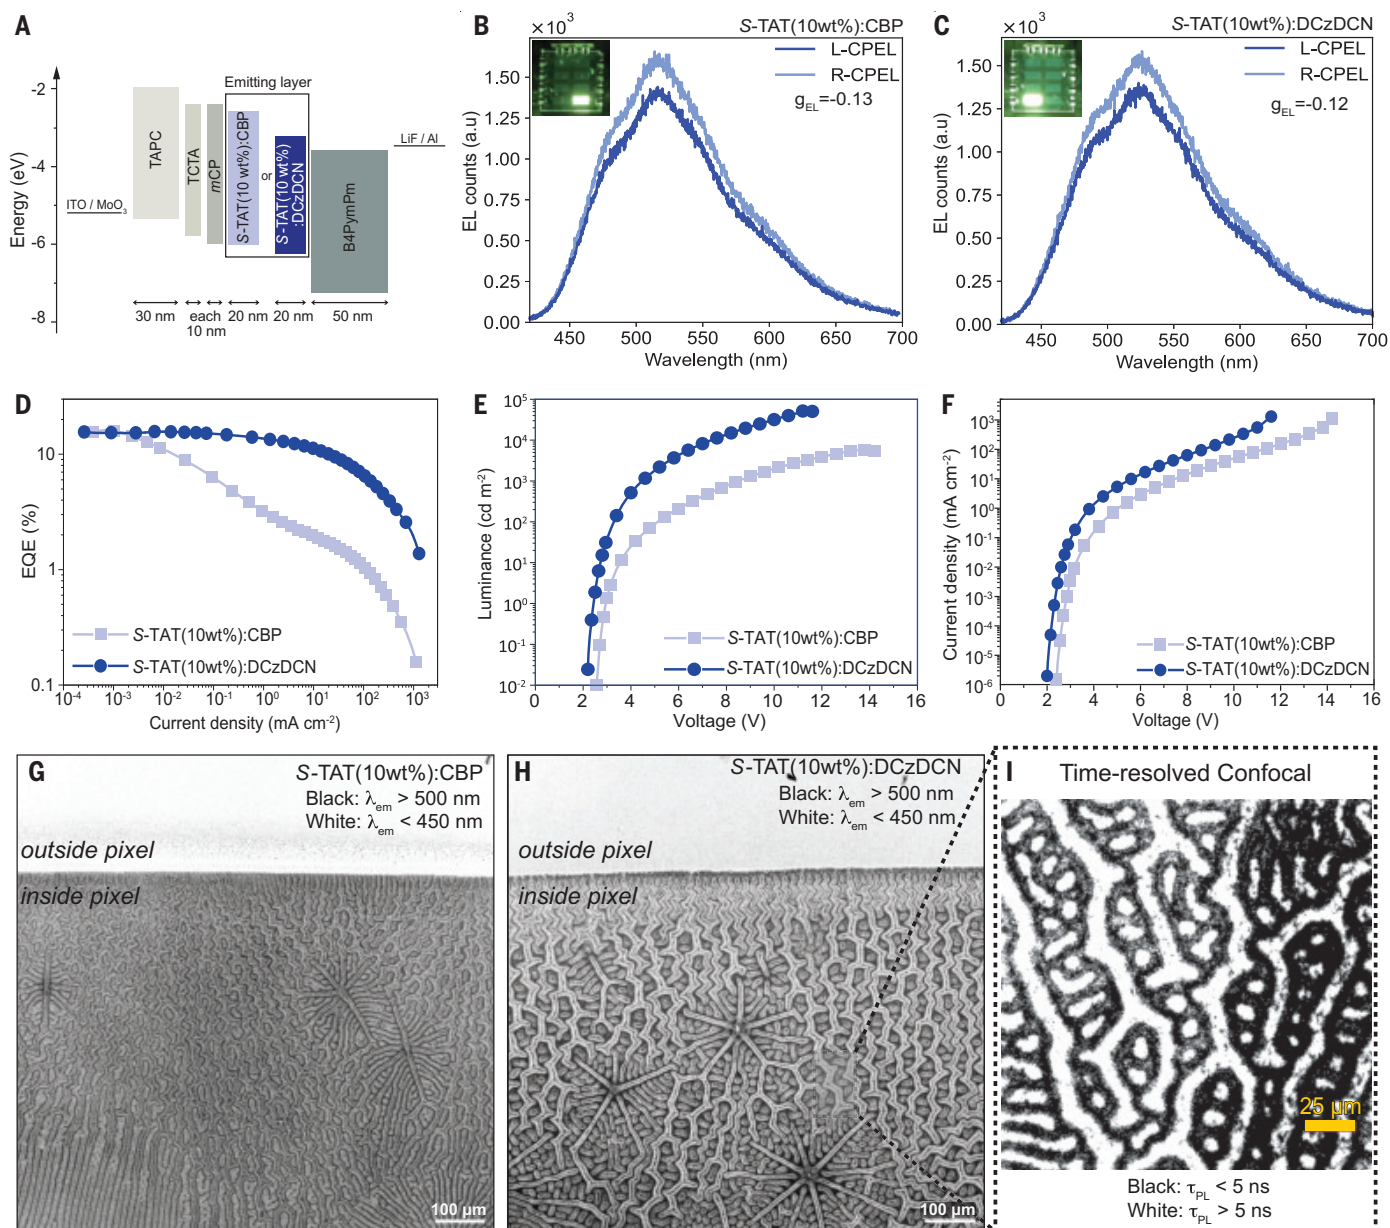 A
Energy (eV)
-2
-4
-6
-8
ITO / MoO₃
TAPC
TCTA
mCP
Emitting layer
S-TAT(10 wt%):CBP
or
S-TAT(10 wt%)
:DCzDCN
B4PymPm
LiF / Al
30 nm
each
10 nm
20 nm
20 nm
50 nm
B
×10³
S-TAT(10wt%):CBP
L-CPEL
R-CPEL
g_EL=-0.13
EL counts (a.u)
1.50
1.25
1.00
0.75
0.50
0.25
0.00
450 500 550 600 650 700
Wavelength (nm)
C
×10³
S-TAT(10wt%):DCzDCN
L-CPEL
R-CPEL
g_EL=-0.12
EL counts (a.u)
1.50
1.25
1.00
0.75
0.50
0.25
0.00
450 500 550 600 650 700
Wavelength (nm)
D
EQE (%)
10
1
0.1
S-TAT(10wt%):CBP
S-TAT(10wt%):DCzDCN
10⁻⁴ 10⁻³ 10⁻² 10⁻¹ 10⁰ 10¹ 10² 10³
Current density (mA cm⁻²)
E
Luminance (cd m⁻²)
10⁵
10⁴
10³
10²
10¹
10⁰
10⁻¹
10⁻²
S-TAT(10wt%):CBP
S-TAT(10wt%):DCzDCN
0 2 4 6 8 10 12 14 16
Voltage (V)
F
Current density (mA cm⁻²)
10³
10²
10¹
10⁰
10⁻¹
10⁻²
10⁻³
10⁻⁴
10⁻⁵
10⁻⁶
S-TAT(10wt%):CBP
S-TAT(10wt%):DCzDCN
0 2 4 6 8 10 12 14 16
Voltage (V)
G
S-TAT(10wt%):CBP
Black: λ_em > 500 nm
White: λ_em < 450 nm
outside pixel
inside pixel
100 µm
H
S-TAT(10wt%):DCzDCN
Black: λ_em > 500 nm
White: λ_em < 450 nm
outside pixel
inside pixel
100 µm
I
Time-resolved Confocal
25 µm
Black: τ_PL < 5 ns
White: τ_PL > 5 ns